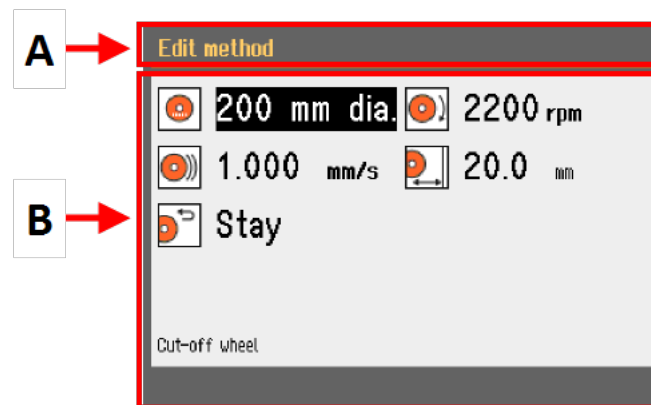 A
Edit method
200 mm dia. 2200 rpm
1.000 mm/s 20.0 mm
B
Stay
Cut-off wheel